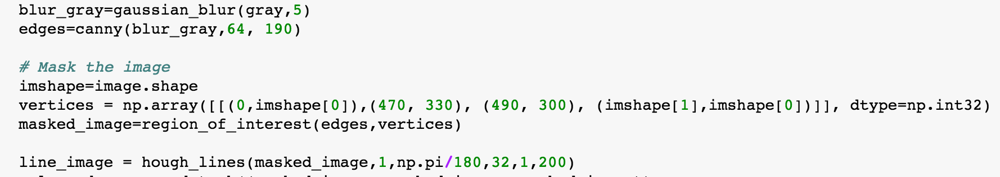 blur_gray=gaussian_blur(gray,5)
edges=canny(blur_gray,64, 190)
# Mask the image
imshape=image.shape
vertices = np.array([[(0,imshape[0]),(470, 330), (490, 300), (imshape[1],imshape[0])]], dtype=np.int32)
masked_image=region_of_interest(edges,vertices)
line_image = hough_lines(masked_image,1,np.pi/180,32,1,200)